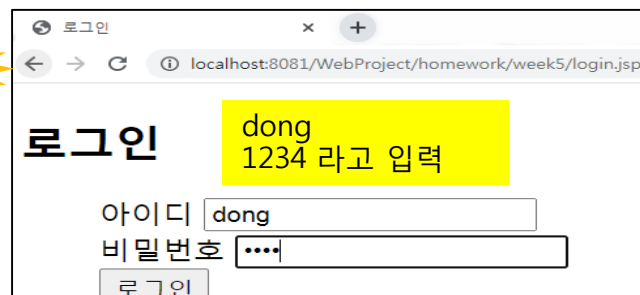 로그인
localhost:8081/WebProject/homework/week5/login.jsp
로그인
dong
1234 라고 입력
아이디 dong
비밀번호 ••••
로그인